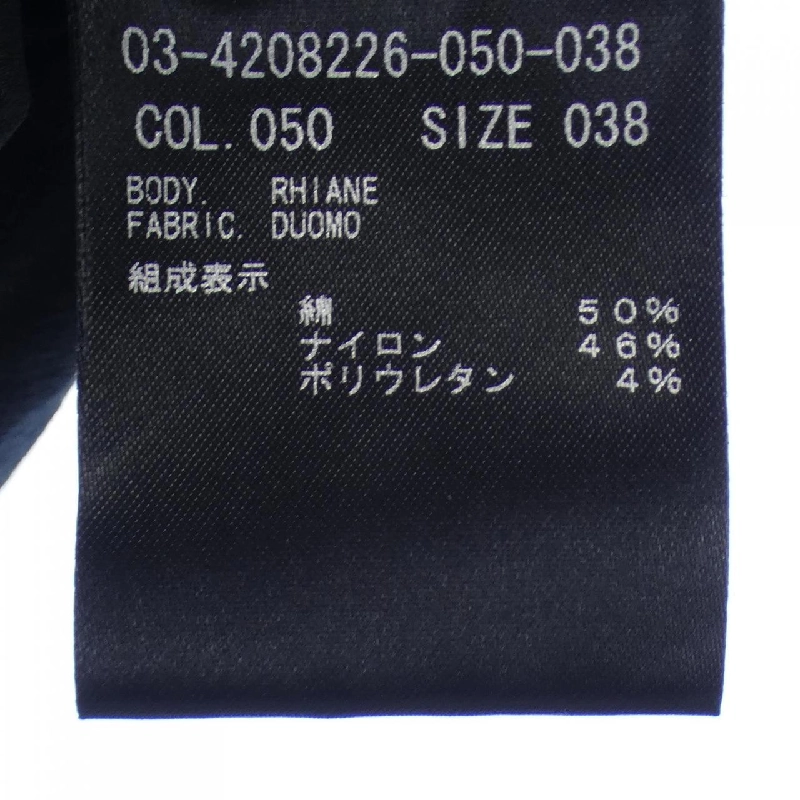 03-4208226-050-038
COL. 050 SIZE 038
BODY. RHIANE
FABRIC. DUOMO
組成表示
綿 50%
ナイロン 46%
ポリウレタン 4%